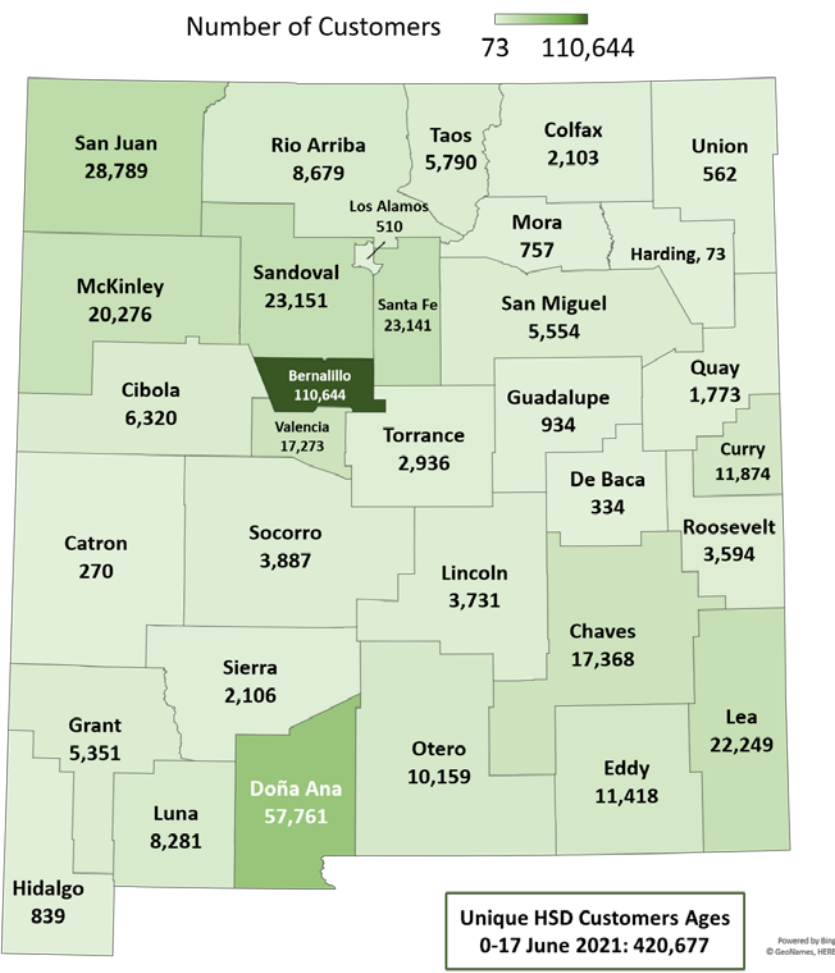 Number of Customers
73 110,644
San Juan
28,789
Rio Arriba
8,679
Taos
5,790
Colfax
2,103
Union
562
Los Alamos
510
Mora
757
Harding, 73
McKinley
20,276
Sandoval
23,151
Santa Fe
23,141
San Miguel
5,554
Cibola
6,320
Bernalillo
110,644
Valencia
17,273
Torrance
2,936
Guadalupe
934
Quay
1,773
Curry
11,874
De Baca
334
Roosevelt
3,594
Catron
270
Socorro
3,887
Lincoln
3,731
Chaves
17,368
Sierra
2,106
Grant
5,351
Lea
22,249
Otero
10,159
Eddy
11,418
Doña Ana
57,761
Luna
8,281
Hidalgo
839
Unique HSD Customers Ages
0-17 June 2021: 420,677
Powered by Bing
© GeoNames, HERE